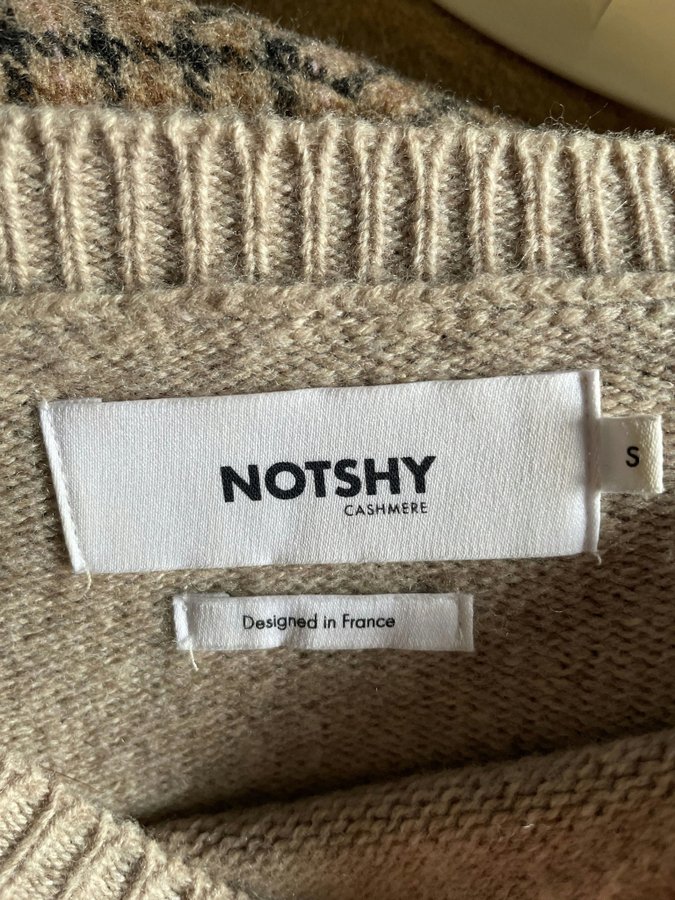 NOTSHY
CASHMERE
S
Designed in France